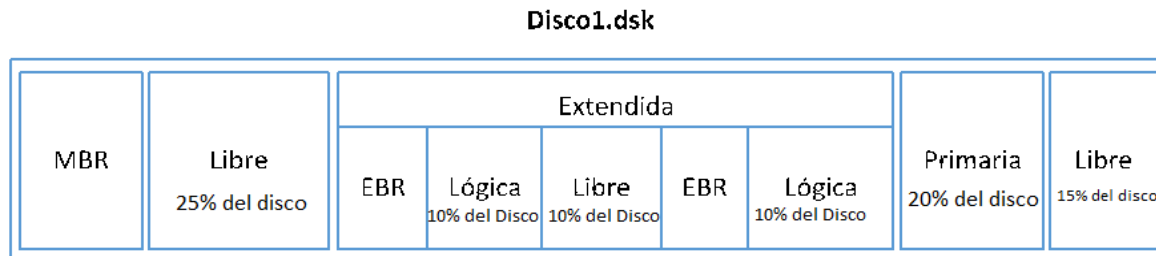 Disco1.dsk
MBR
Libre
25% del disco
Extendida
EBR
Lógica
10% del Disco
Libre
10% del Disco
EBR
Lógica
10% del Disco
Primaria
20% del disco
Libre
15% del disco